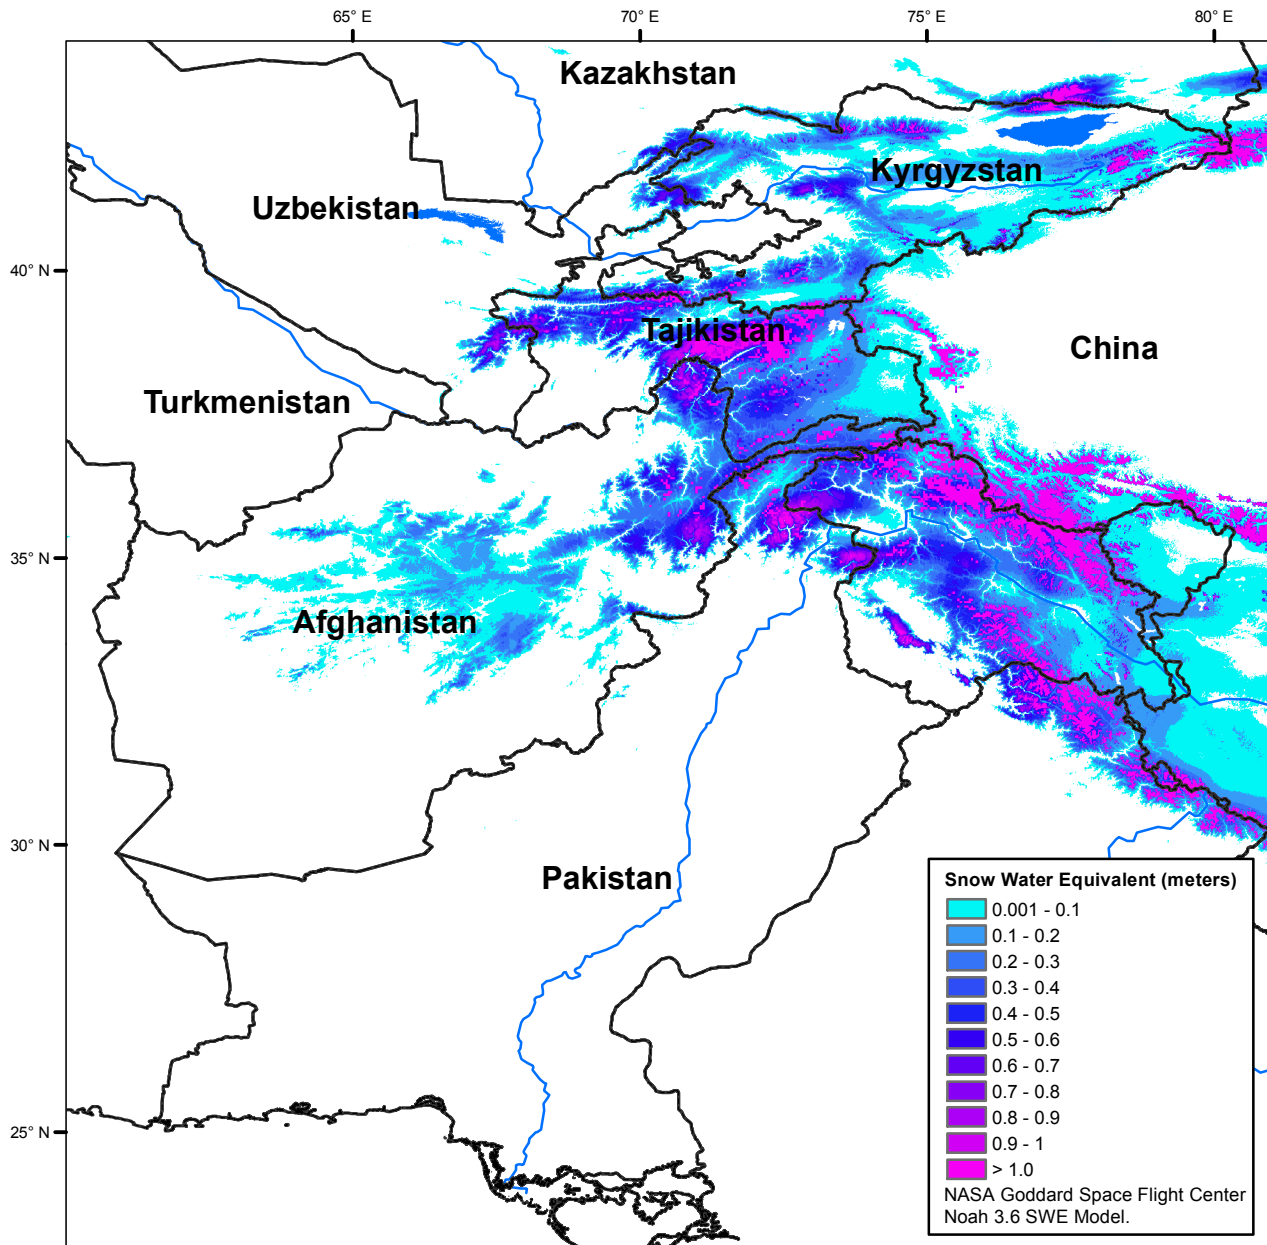 65° E
70° E
75° E
80° E
Kazakhstan
Kyrgyzstan
Uzbekistan
40° N
Tajikistan
China
Turkmenistan
35° N
Afghanistan
30° N
Pakistan
25° N
Snow Water Equivalent (meters)
0.001 - 0.1
0.1 - 0.2
0.2 - 0.3
0.3 - 0.4
0.4 - 0.5
0.5 - 0.6
0.6 - 0.7
0.7 - 0.8
0.8 - 0.9
0.9 - 1
> 1.0
NASA Goddard Space Flight Center
Noah 3.6 SWE Model.